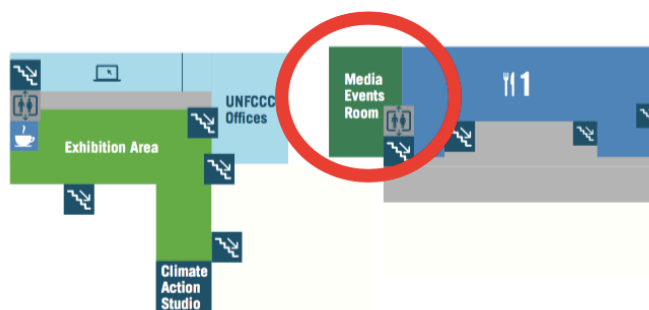 UNFCCC
Offices
Exhibition Area
Climate
Action
Studio
Media
Events
Room
1